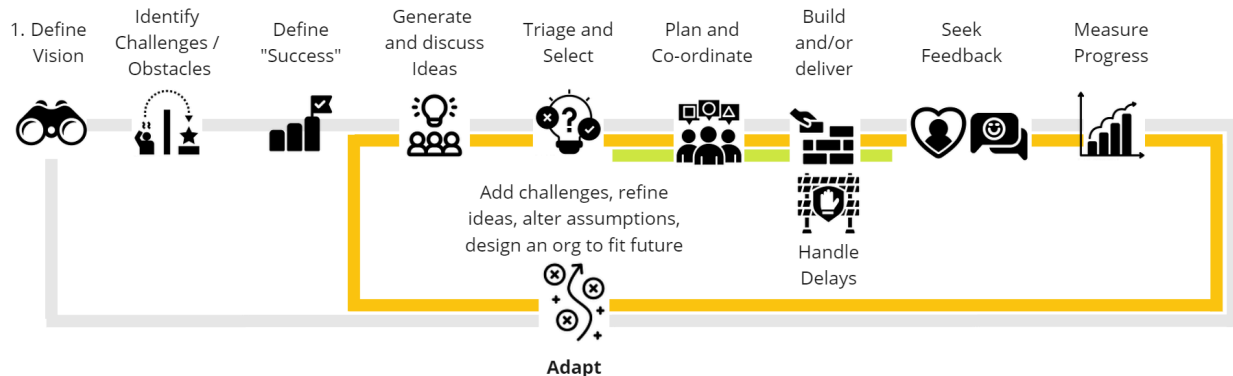 1. Define
Vision
Identify
Challenges /
Obstacles
Define
"Success"
Generate
and discuss
Ideas
Triage and
Select
Plan and
Co-ordinate
Build
and/or
deliver
Seek
Feedback
Measure
Progress
?
Add challenges, refine
ideas, alter assumptions,
design an org to fit future
Handle
Delays
Adapt